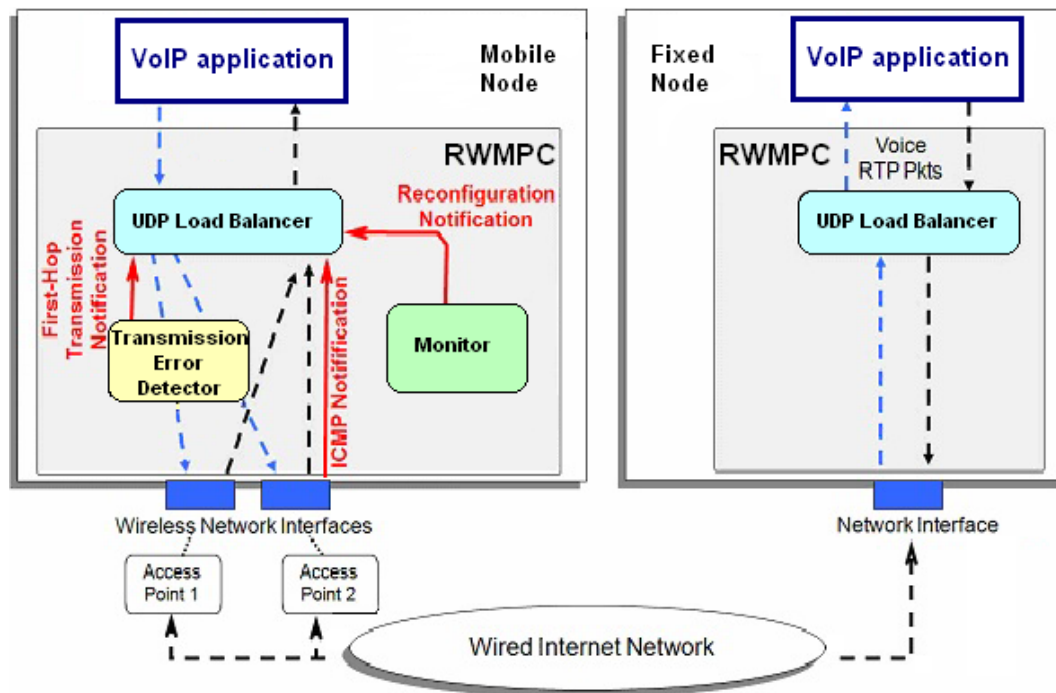 VoIP application
Mobile
Node
RWMPC
Reconfiguration
Notification
UDP Load Balancer
First-Hop
Transmission
Notification
Transmission
Error
Detector
Monitor
ICMP Notifification
Wireless Network Interfaces
Access
Point 1
Access
Point 2
Fixed
Node
VoIP application
RWMPC
Voice
RTP Pkts
UDP Load Balancer
Network Interface
Wired Internet Network